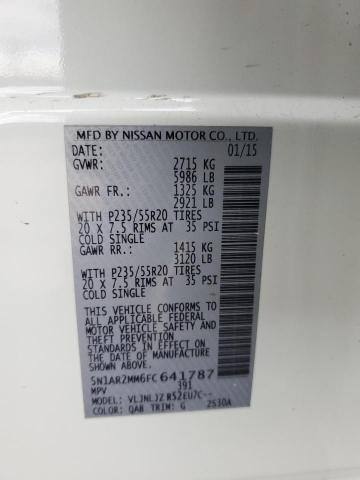 MFD BY NISSAN MOTOR CO., LTD.
DATE: 01/15
GVWR: 2715 KG
5986 LB
GAWR FR.: 1325 KG
2921 LB
WITH P235/55R20 TIRES
20 x 7.5 RIMS AT 35 PSI
COLD SINGLE
GAWR RR.: 1415 KG
3120 LB
WITH P235/55R20 TIRES
20 x 7.5 RIMS AT 35 PSI
COLD SINGLE
THIS VEHICLE CONFORMS TO
ALL APPLICABLE FEDERAL
MOTOR VEHICLE SAFETY AND
THEFT PREVENTION
STANDARDS IN EFFECT ON
THE DATE OF MANUFACTURE
SHOWN ABOVE.
5N1AR2MM6FC641787
MPV 391
MODEL: VLJNLJZ R52EU7C--
COLOR: QAB TRIM: G 2530A